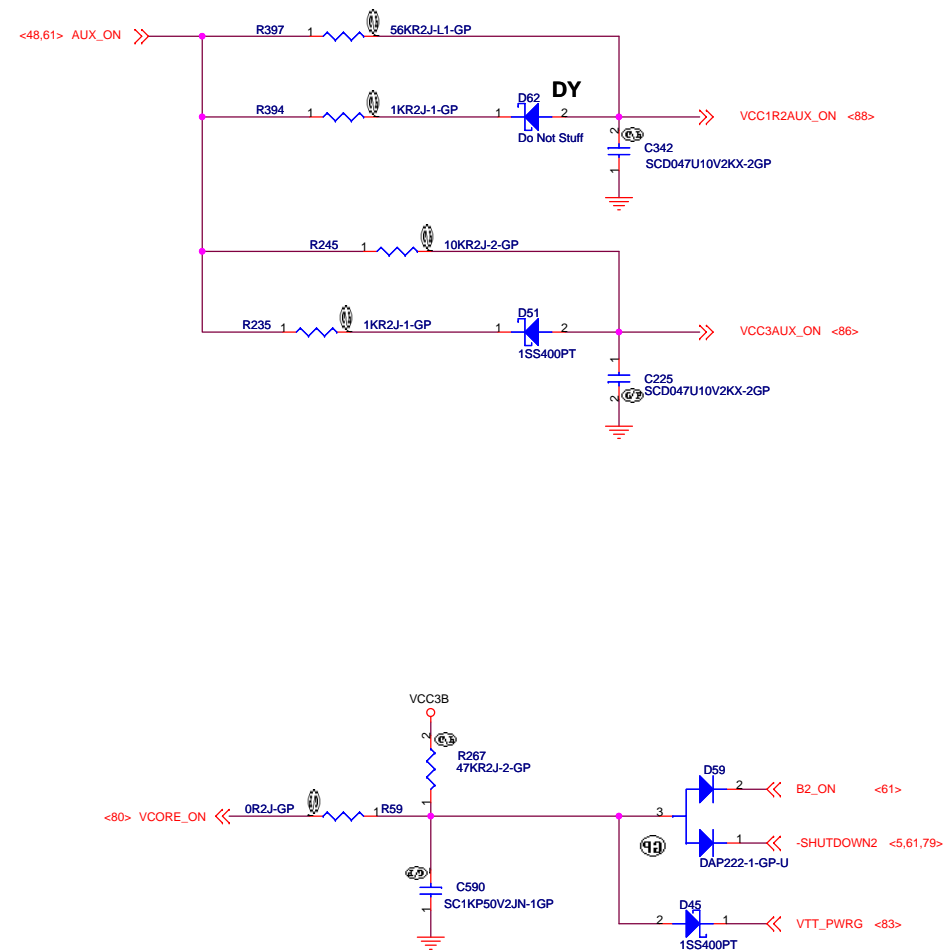 R397 1 56KR2J-L1-GP
<48,61> AUX_ON
DY
R394 1 1KR2J-1-GP 1 D62 2
Do Not Stuff
VCC1R2AUX_ON <88>
2
C342
SCD047U10V2KX-2GP
1
R245 1 10KR2J-2-GP
R235 1 1KR2J-1-GP 1 D51 2
1SS400PT
VCC3AUX_ON <86>
1
C225
SCD047U10V2KX-2GP
2 G/P
VCC3B
2
R267
47KR2J-2-GP
1
<80> VCORE_ON 0R2J-GP 1 R59
D59
2 B2_ON <61>
3
1 -SHUTDOWN2 <5,61,79>
GP
DAP222-1-GP-U
C590
SC1KP50V2JN-1GP
1
D45
2 1 VTT_PWRG <83>
1SS400PT